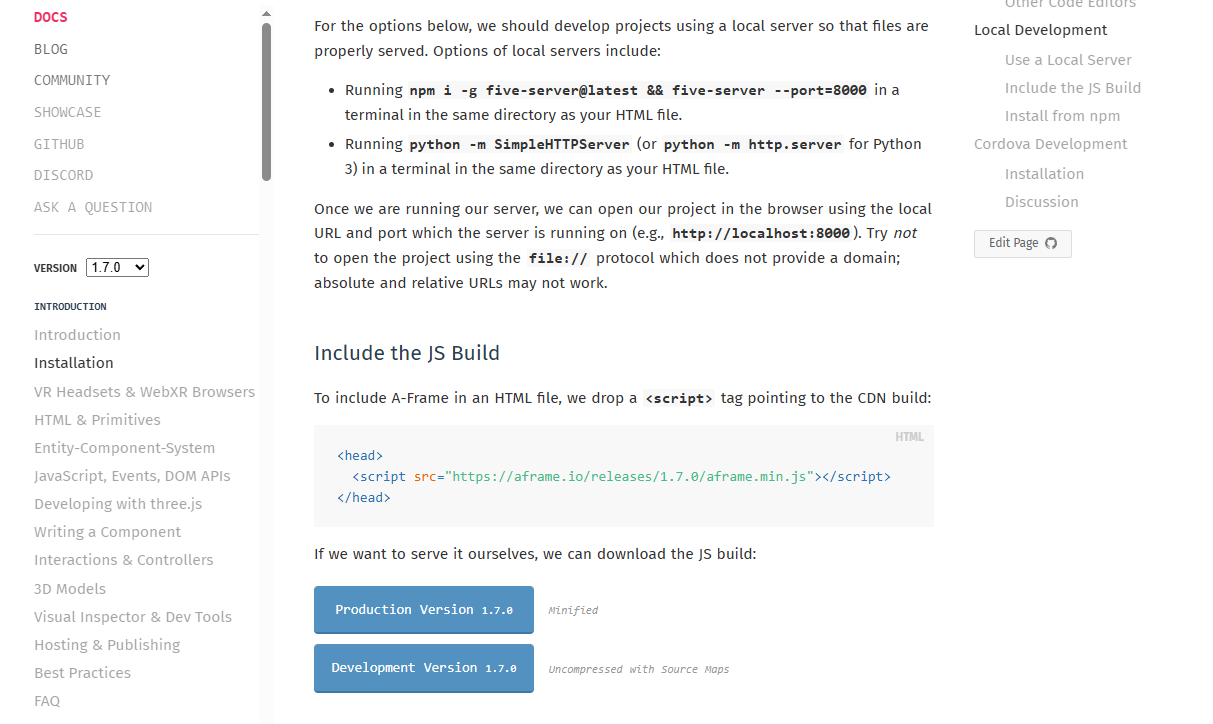 DOCS
BLOG
COMMUNITY
SHOWCASE
GITHUB
DISCORD
ASK A QUESTION
VERSION 1.7.0
INTRODUCTION
Introduction
Installation
VR Headsets & WebXR Browsers
HTML & Primitives
Entity-Component-System
JavaScript, Events, DOM APIs
Developing with three.js
Writing a Component
Interactions & Controllers
3D Models
Visual Inspector & Dev Tools
Hosting & Publishing
Best Practices
FAQ
For the options below, we should develop projects using a local server so that files are
properly served. Options of local servers include:
• Running npm i -g five-server@latest && five-server --port=8000 in a
terminal in the same directory as your HTML file.
• Running python -m SimpleHTTPServer (or python -m http.server for Python
3) in a terminal in the same directory as your HTML file.
Once we are running our server, we can open our project in the browser using the local
URL and port which the server is running on (e.g., http://localhost:8000). Try not
to open the project using the file:// protocol which does not provide a domain;
absolute and relative URLs may not work.
Include the JS Build
To include A-Frame in an HTML file, we drop a <script> tag pointing to the CDN build:
HTML
<head>
  <script src="https://aframe.io/releases/1.7.0/aframe.min.js"></script>
</head>
If we want to serve it ourselves, we can download the JS build:
Production Version 1.7.0 Minified
Development Version 1.7.0 Uncompressed with Source Maps
Other Code Editors
Local Development
Use a Local Server
Include the JS Build
Install from npm
Cordova Development
Installation
Discussion
Edit Page